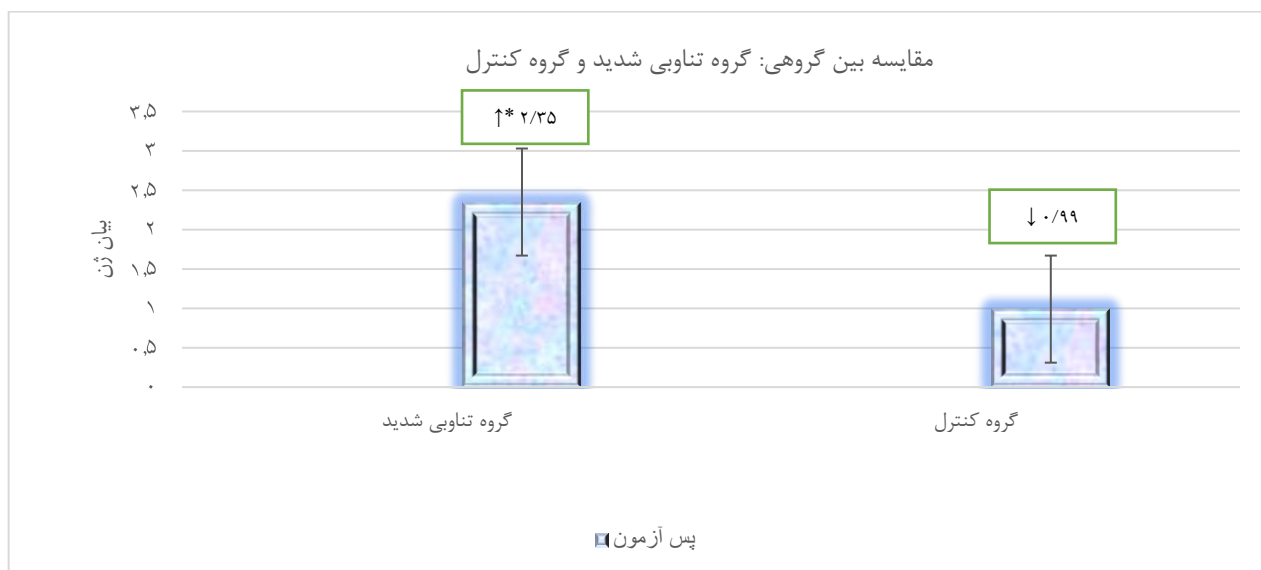 مقایسه بین گروهی: گروه تناوبی شدید و گروه کنترل
۳,۵
۳
۲,۵
۲
۱,۵
۱
۰,۵
۰
بیان ژن
↑* ۲/۳۵
↓ ۰/۹۹
گروه تناوبی شدید
گروه کنترل
پس آزمون